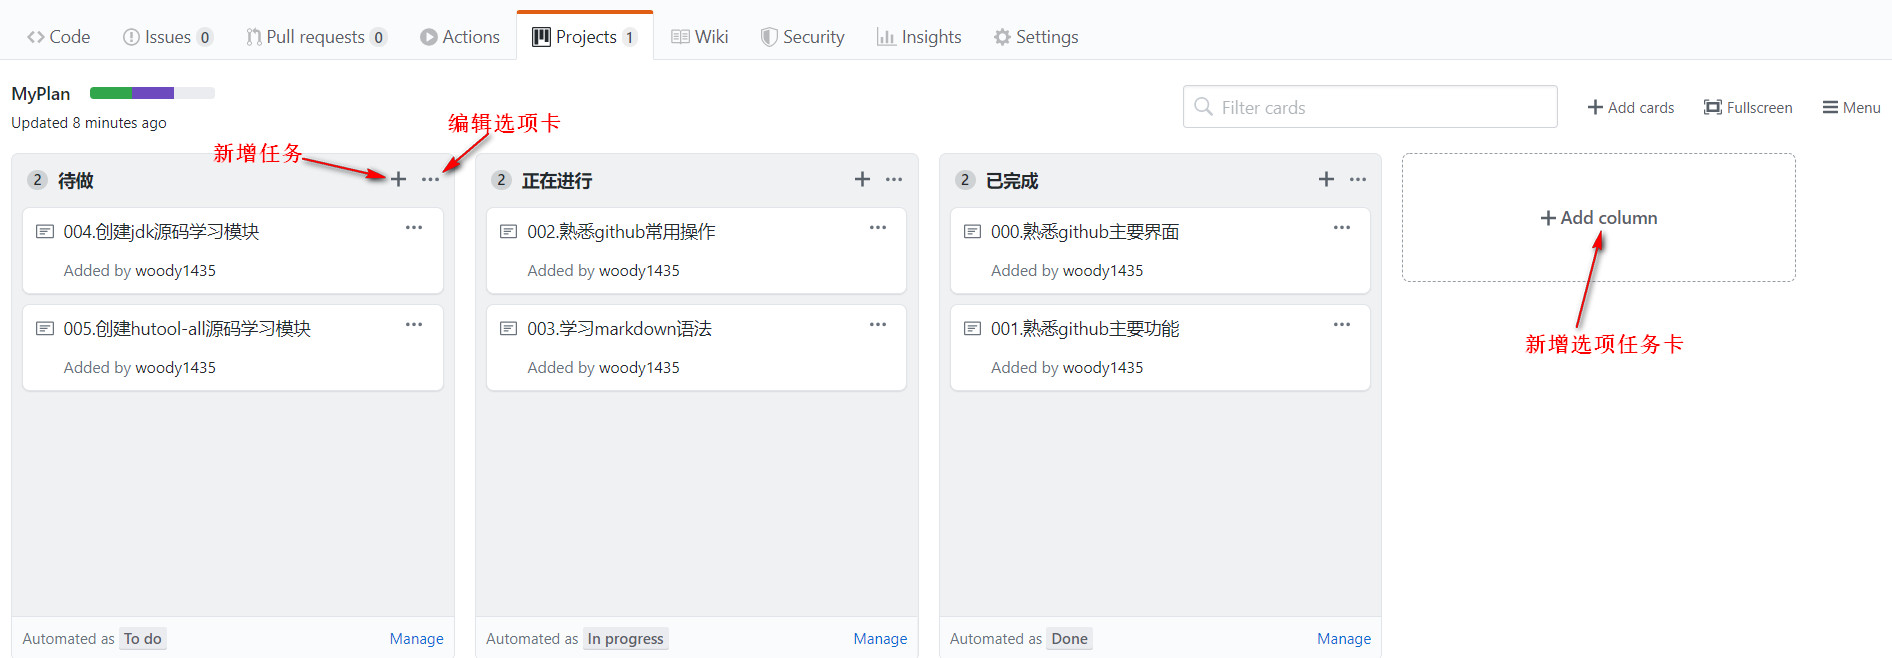 Code Issues 0 Pull requests 0 Actions Projects 1 Wiki Security Insights Settings
MyPlan
Updated 8 minutes ago
Filter cards
Add cards Fullscreen Menu
编辑选项卡
新增任务
2 待做
004.创建jdk源码学习模块
Added by woody1435
005.创建hutool-all源码学习模块
Added by woody1435
Automated as To do Manage
2 正在进行
002.熟悉github常用操作
Added by woody1435
003.学习markdown语法
Added by woody1435
Automated as In progress Manage
2 已完成
000.熟悉github主要界面
Added by woody1435
001.熟悉github主要功能
Added by woody1435
Automated as Done Manage
Add column
新增选项任务卡